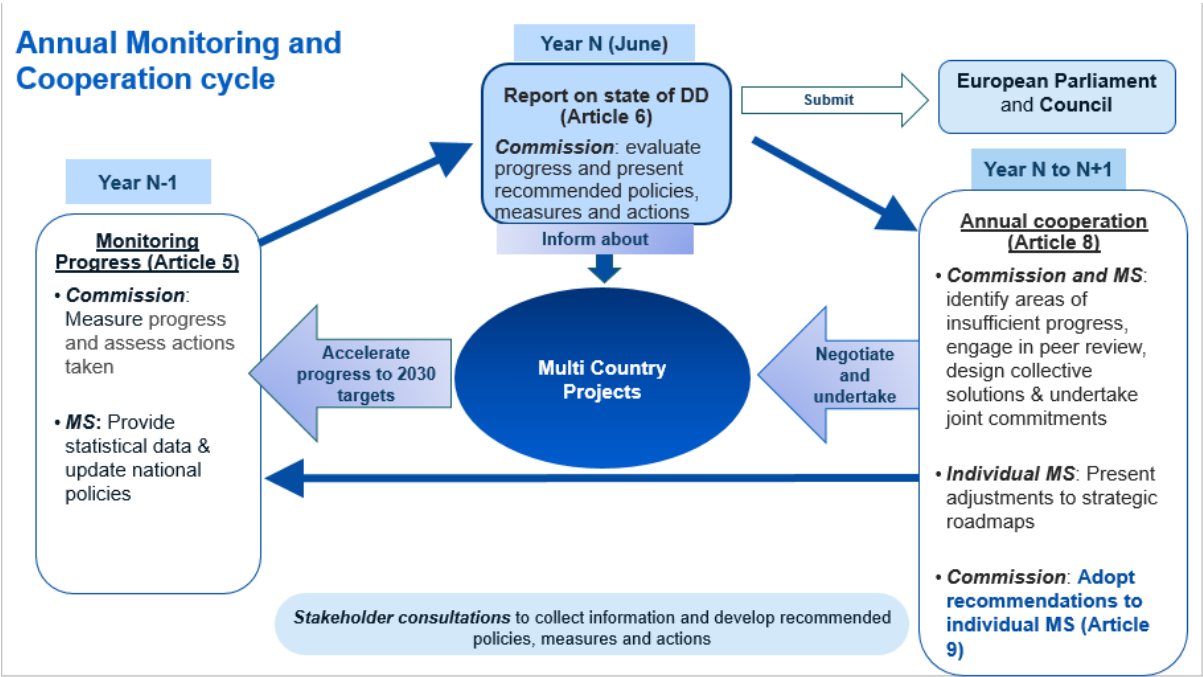 Annual Monitoring and
Cooperation cycle
Year N (June)
Report on state of DD
(Article 6)
Commission: evaluate
progress and present
recommended policies,
measures and actions
Submit
European Parliament
and Council
Year N-1
Monitoring
Progress (Article 5)
• Commission:
Measure progress
and assess actions
taken
• MS: Provide
statistical data &
update national
policies
Inform about
Accelerate
progress to 2030
targets
Multi Country
Projects
Negotiate
and
undertake
Year N to N+1
Annual cooperation
(Article 8)
• Commission and MS:
identify areas of
insufficient progress,
engage in peer review,
design collective
solutions & undertake
joint commitments
• Individual MS: Present
adjustments to strategic
roadmaps
• Commission: Adopt
recommendations to
individual MS (Article
9)
Stakeholder consultations to collect information and develop recommended
policies, measures and actions